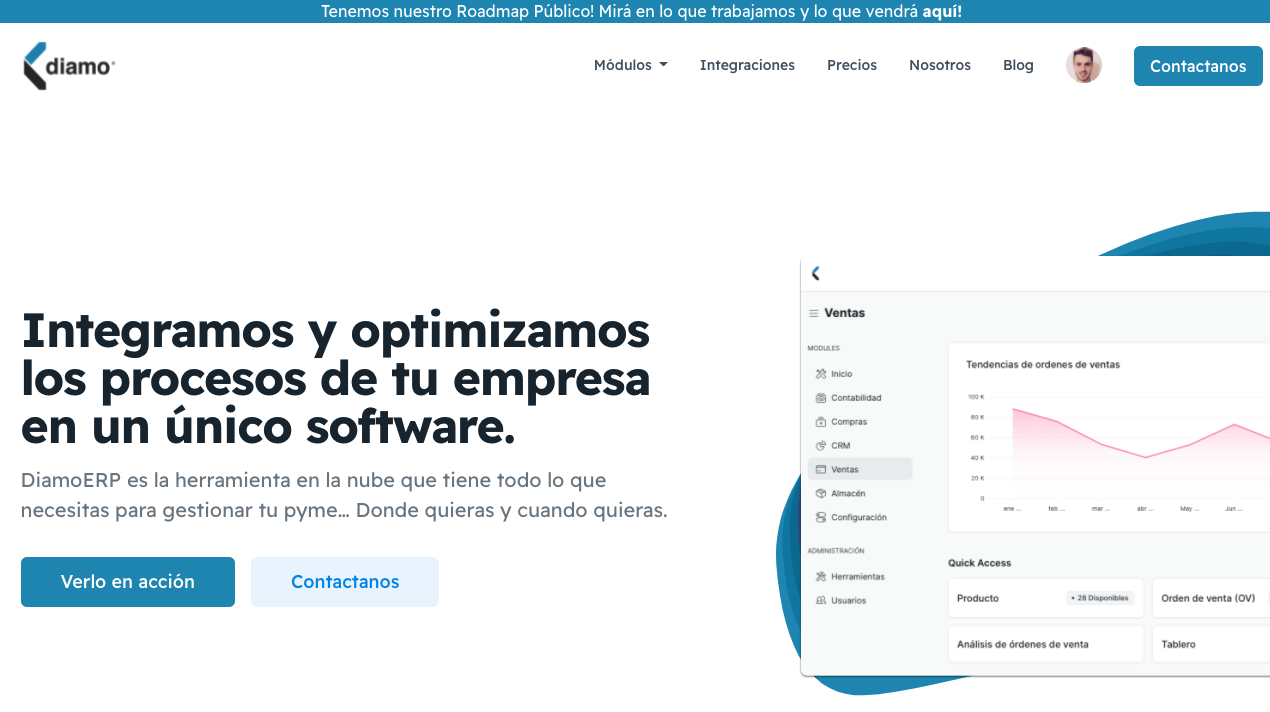 Tenemos nuestro Roadmap Público! Mirá en lo que trabajamos y lo que vendrá aquí!
diamo
Módulos
Integraciones
Precios
Nosotros
Blog
Contactanos
Integramos y optimizamos
los procesos de tu empresa
en un único software.
DiamoERP es la herramienta en la nube que tiene todo lo que
necesitas para gestionar tu pyme... Donde quieras y cuando quieras.
Verlo en acción
Contactanos
Ventas
MODULES
Inicio
Contabilidad
Compras
CRM
Ventas
Almacén
Configuración
ADMINISTRACIÓN
Herramientas
Usuarios
Tendencias de ordenes de ventas
100 K
80 K
60 K
40 K
20 K
0
ene ...
feb ...
mar ...
abr ...
May ...
Jun ...
Quick Access
Producto
• 28 Disponibles
Orden de venta (OV)
Análisis de órdenes de venta
Tablero